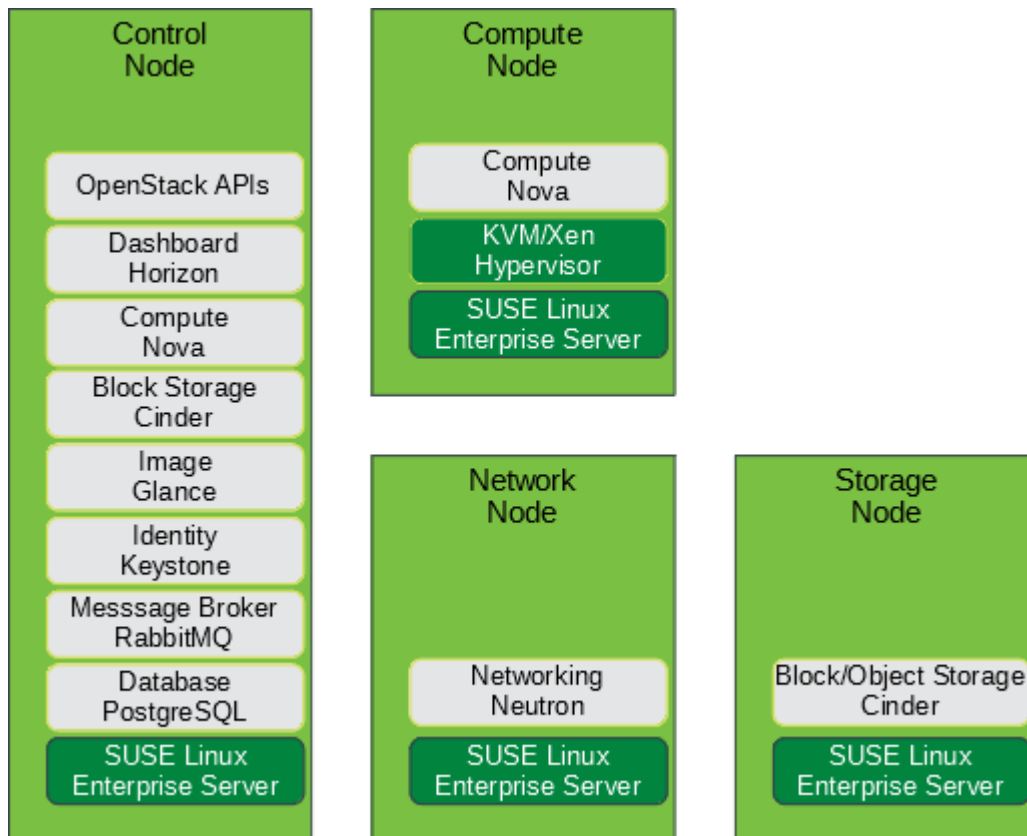 Control
Node
OpenStack APIs
Dashboard
Horizon
Compute
Nova
Block Storage
Cinder
Image
Glance
Identity
Keystone
Messsage Broker
RabbitMQ
Database
PostgreSQL
SUSE Linux
Enterprise Server
Compute
Node
Compute
Nova
KVM/Xen
Hypervisor
SUSE Linux
Enterprise Server
Network
Node
Networking
Neutron
SUSE Linux
Enterprise Server
Storage
Node
Block/Object Storage
Cinder
SUSE Linux
Enterprise Server